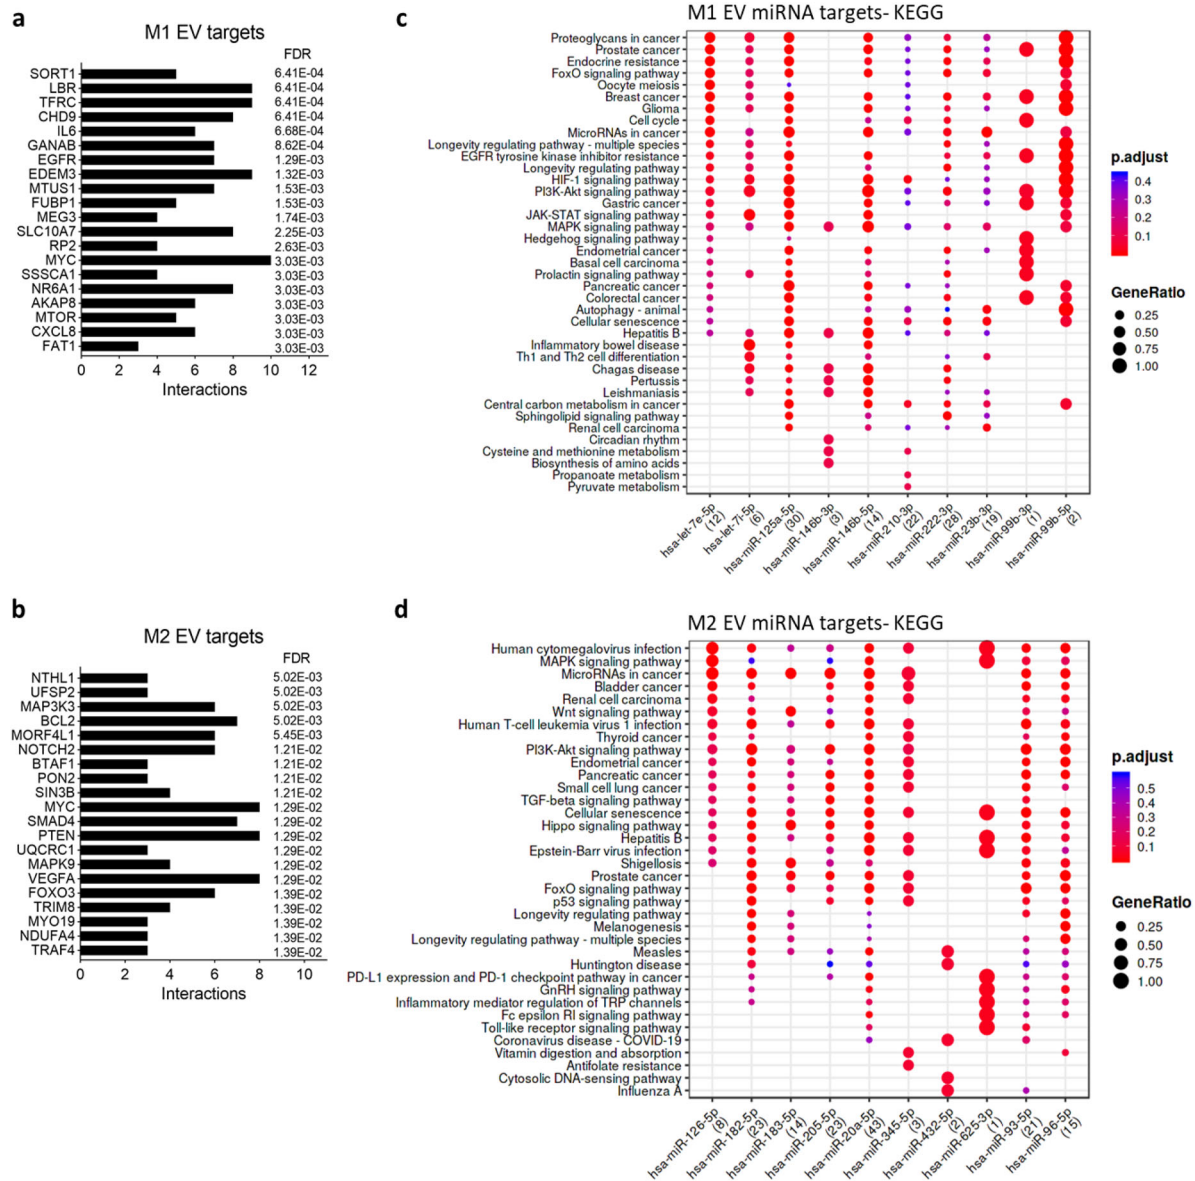 a
M1 EV targets
FDR
SORT1 6.41E-04
LBR 6.41E-04
TFRC 6.41E-04
CHD9 6.41E-04
IL6 6.68E-04
GANAB 8.62E-04
EGFR 1.29E-03
EDEM3 1.32E-03
MTUS1 1.53E-03
FUBP1 1.53E-03
MEG3 1.74E-03
SLC10A7 2.25E-03
RP2 2.63E-03
MYC 3.03E-03
SSSCA1 3.03E-03
NR6A1 3.03E-03
AKAP8 3.03E-03
MTOR 3.03E-03
CXCL8 3.03E-03
FAT1 3.03E-03
0 2 4 6 8 10 12
Interactions
c
M1 EV miRNA targets- KEGG
Proteoglycans in cancer
Prostate cancer
Endocrine resistance
FoxO signaling pathway
Oocyte meiosis
Breast cancer
Glioma
Cell cycle
MicroRNAs in cancer
Longevity regulating pathway - multiple species
EGFR tyrosine kinase inhibitor resistance
Longevity regulating pathway
HIF-1 signaling pathway
PI3K-Akt signaling pathway
Gastric cancer
JAK-STAT signaling pathway
MAPK signaling pathway
Hedgehog signaling pathway
Endometrial cancer
Basal cell carcinoma
Prolactin signaling pathway
Pancreatic cancer
Colorectal cancer
Autophagy - animal
Cellular senescence
Hepatitis B
Inflammatory bowel disease
Th1 and Th2 cell differentiation
Chagas disease
Pertussis
Leishmaniasis
Central carbon metabolism in cancer
Sphingolipid signaling pathway
Renal cell carcinoma
Circadian rhythm
Cysteine and methionine metabolism
Biosynthesis of amino acids
Propanoate metabolism
Pyruvate metabolism
hsa-let-7e-5p
(12)
hsa-let-7i-5p
(6)
hsa-miR-125a-5p
(30)
hsa-miR-146b-3p
(3)
hsa-miR-146b-5p
(14)
hsa-miR-210-3p
(22)
hsa-miR-222-3p
(28)
hsa-miR-23b-3p
(19)
hsa-miR-99b-3p
(1)
hsa-miR-99b-5p
(2)
p.adjust
0.4
0.3
0.2
0.1
GeneRatio
0.25
0.50
0.75
1.00
b
M2 EV targets
FDR
NTHL1 5.02E-03
UFSP2 5.02E-03
MAP3K3 5.02E-03
BCL2 5.02E-03
MORF4L1 5.45E-03
NOTCH2 1.21E-02
BTAF1 1.21E-02
PON2 1.21E-02
SIN3B 1.21E-02
MYC 1.29E-02
SMAD4 1.29E-02
PTEN 1.29E-02
UQCRC1 1.29E-02
MAPK9 1.29E-02
VEGFA 1.29E-02
FOXO3 1.39E-02
TRIM8 1.39E-02
MYO19 1.39E-02
NDUFA4 1.39E-02
TRAF4 1.39E-02
0 2 4 6 8 10
Interactions
d
M2 EV miRNA targets- KEGG
Human cytomegalovirus infection
MAPK signaling pathway
MicroRNAs in cancer
Bladder cancer
Renal cell carcinoma
Wnt signaling pathway
Human T-cell leukemia virus 1 infection
Thyroid cancer
PI3K-Akt signaling pathway
Endometrial cancer
Pancreatic cancer
Small cell lung cancer
TGF-beta signaling pathway
Cellular senescence
Hippo signaling pathway
Hepatitis B
Epstein-Barr virus infection
Shigellosis
Prostate cancer
FoxO signaling pathway
p53 signaling pathway
Longevity regulating pathway
Melanogenesis
Longevity regulating pathway - multiple species
Measles
Huntington disease
PD-L1 expression and PD-1 checkpoint pathway in cancer
GnRH signaling pathway
Inflammatory mediator regulation of TRP channels
Fc epsilon RI signaling pathway
Toll-like receptor signaling pathway
Coronavirus disease - COVID-19
Vitamin digestion and absorption
Antifolate resistance
Cytosolic DNA-sensing pathway
Influenza A
hsa-miR-126-5p
(8)
hsa-miR-182-5p
(23)
hsa-miR-183-5p
(14)
hsa-miR-205-5p
(23)
hsa-miR-20a-5p
(43)
hsa-miR-345-5p
(3)
hsa-miR-432-5p
(2)
hsa-miR-625-3p
(1)
hsa-miR-93-5p
(21)
hsa-miR-96-5p
(15)
p.adjust
0.5
0.4
0.3
0.2
0.1
GeneRatio
0.25
0.50
0.75
1.00